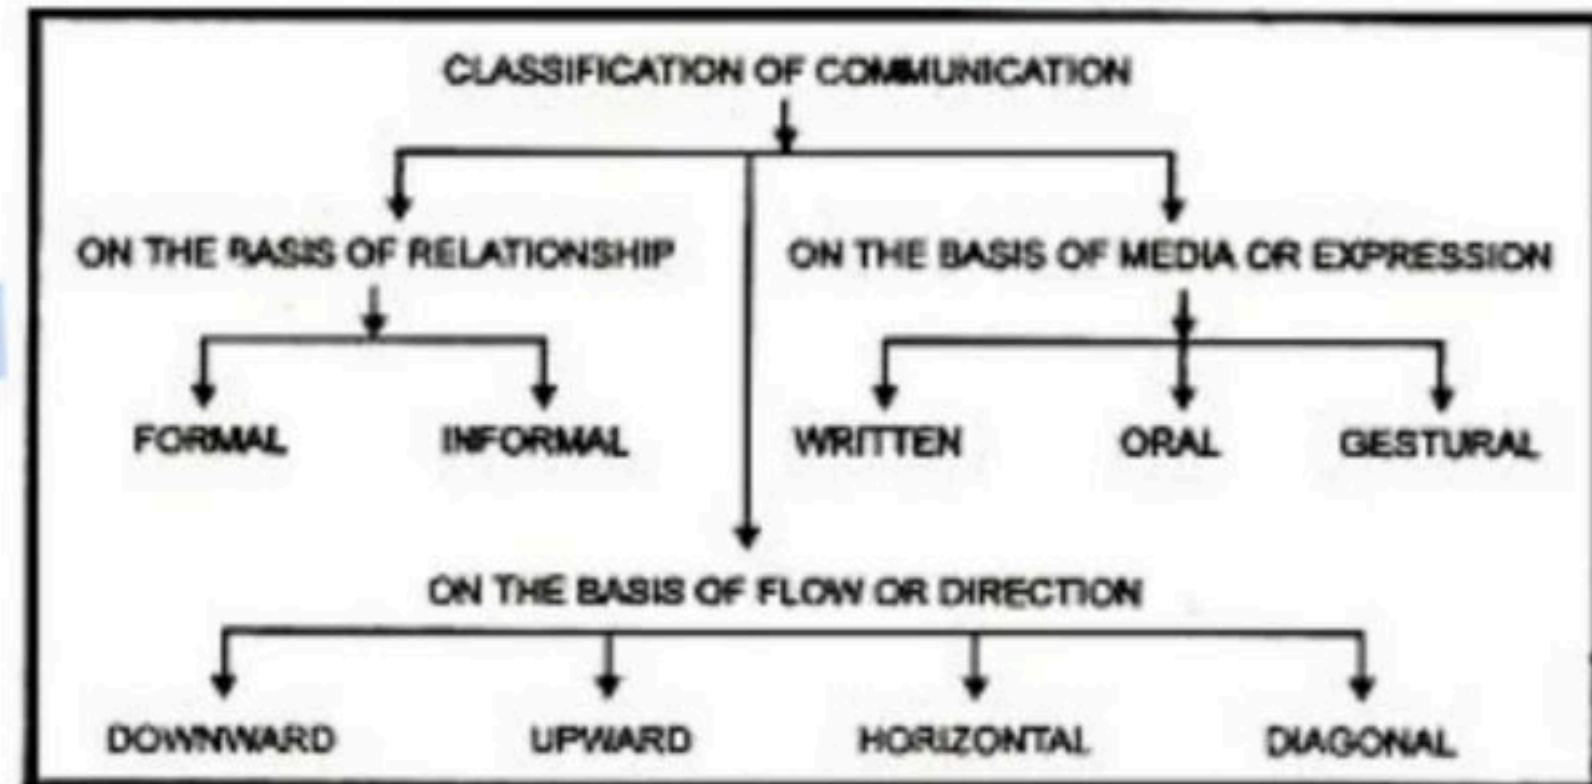 CLASSIFICATION OF COMMUNICATION
ON THE BASIS OF RELATIONSHIP
ON THE BASIS OF MEDIA OR EXPRESSION
FORMAL
INFORMAL
WRITTEN
ORAL
GESTURAL
ON THE BASIS OF FLOW OR DIRECTION
DOWNWARD
UPWARD
HORIZONTAL
DIAGONAL